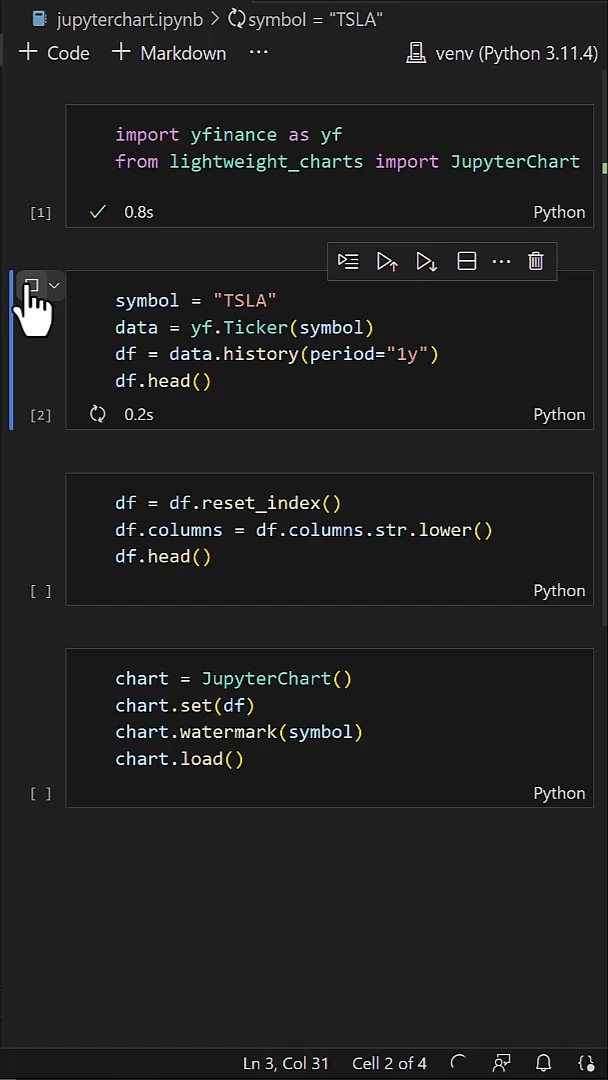 jupyterchart.ipynb > symbol = "TSLA"
+ Code + Markdown ... venv (Python 3.11.4)
import yfinance as yf
from lightweight_charts import JupyterChart
[1] 0.8s Python
symbol = "TSLA"
data = yf.Ticker(symbol)
df = data.history(period="1y")
df.head()
[2] 0.2s Python
df = df.reset_index()
df.columns = df.columns.str.lower()
df.head()
[ ] Python
chart = JupyterChart()
chart.set(df)
chart.watermark(symbol)
chart.load()
[ ] Python
Ln 3, Col 31 Cell 2 of 4